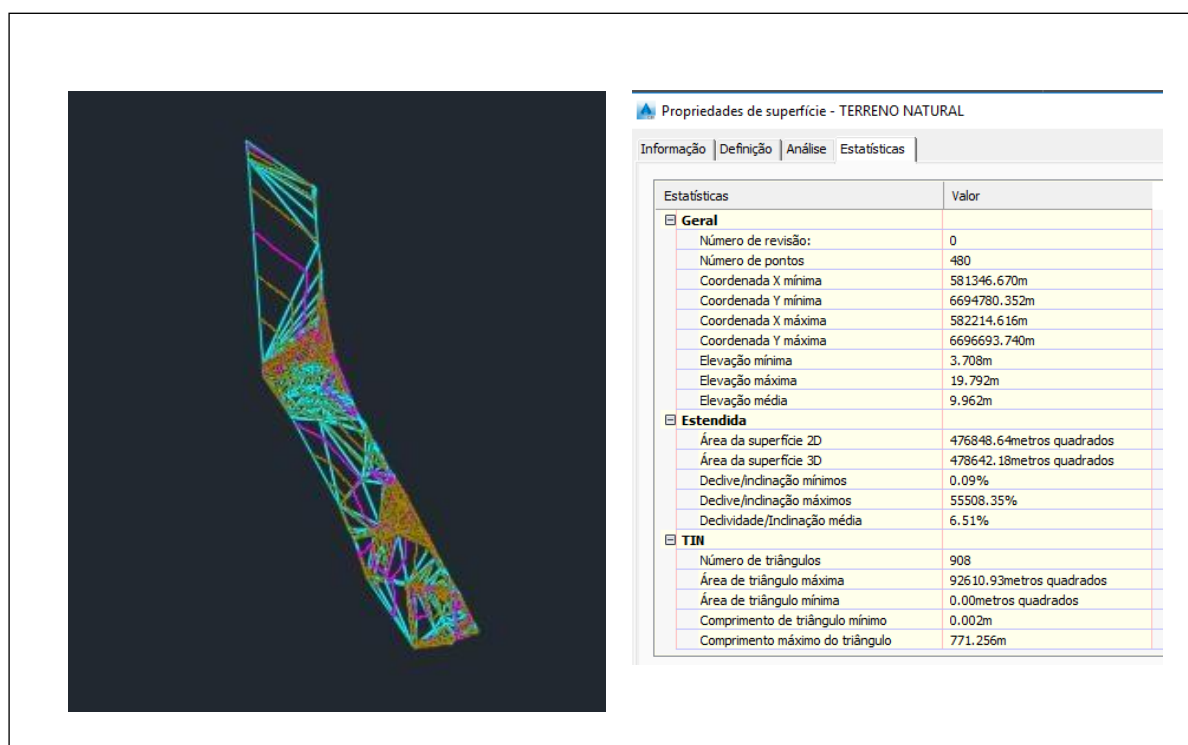 Propriedades de superfície - TERRENO NATURAL
Informação Definição Análise Estatísticas
Estatísticas Valor
Geral
Número de revisão: 0
Número de pontos 480
Coordenada X mínima 581346.670m
Coordenada Y mínima 6694780.352m
Coordenada X máxima 582214.616m
Coordenada Y máxima 6696693.740m
Elevação mínima 3.708m
Elevação máxima 19.792m
Elevação média 9.962m
Estendida
Área da superfície 2D 476848.64metros quadrados
Área da superfície 3D 478642.18metros quadrados
Declive/inclinação mínimos 0.09%
Declive/inclinação máximos 55508.35%
Declividade/Inclinação média 6.51%
TIN
Número de triângulos 908
Área de triângulo máxima 92610.93metros quadrados
Área de triângulo mínima 0.00metros quadrados
Comprimento de triângulo mínimo 0.002m
Comprimento máximo do triângulo 771.256m